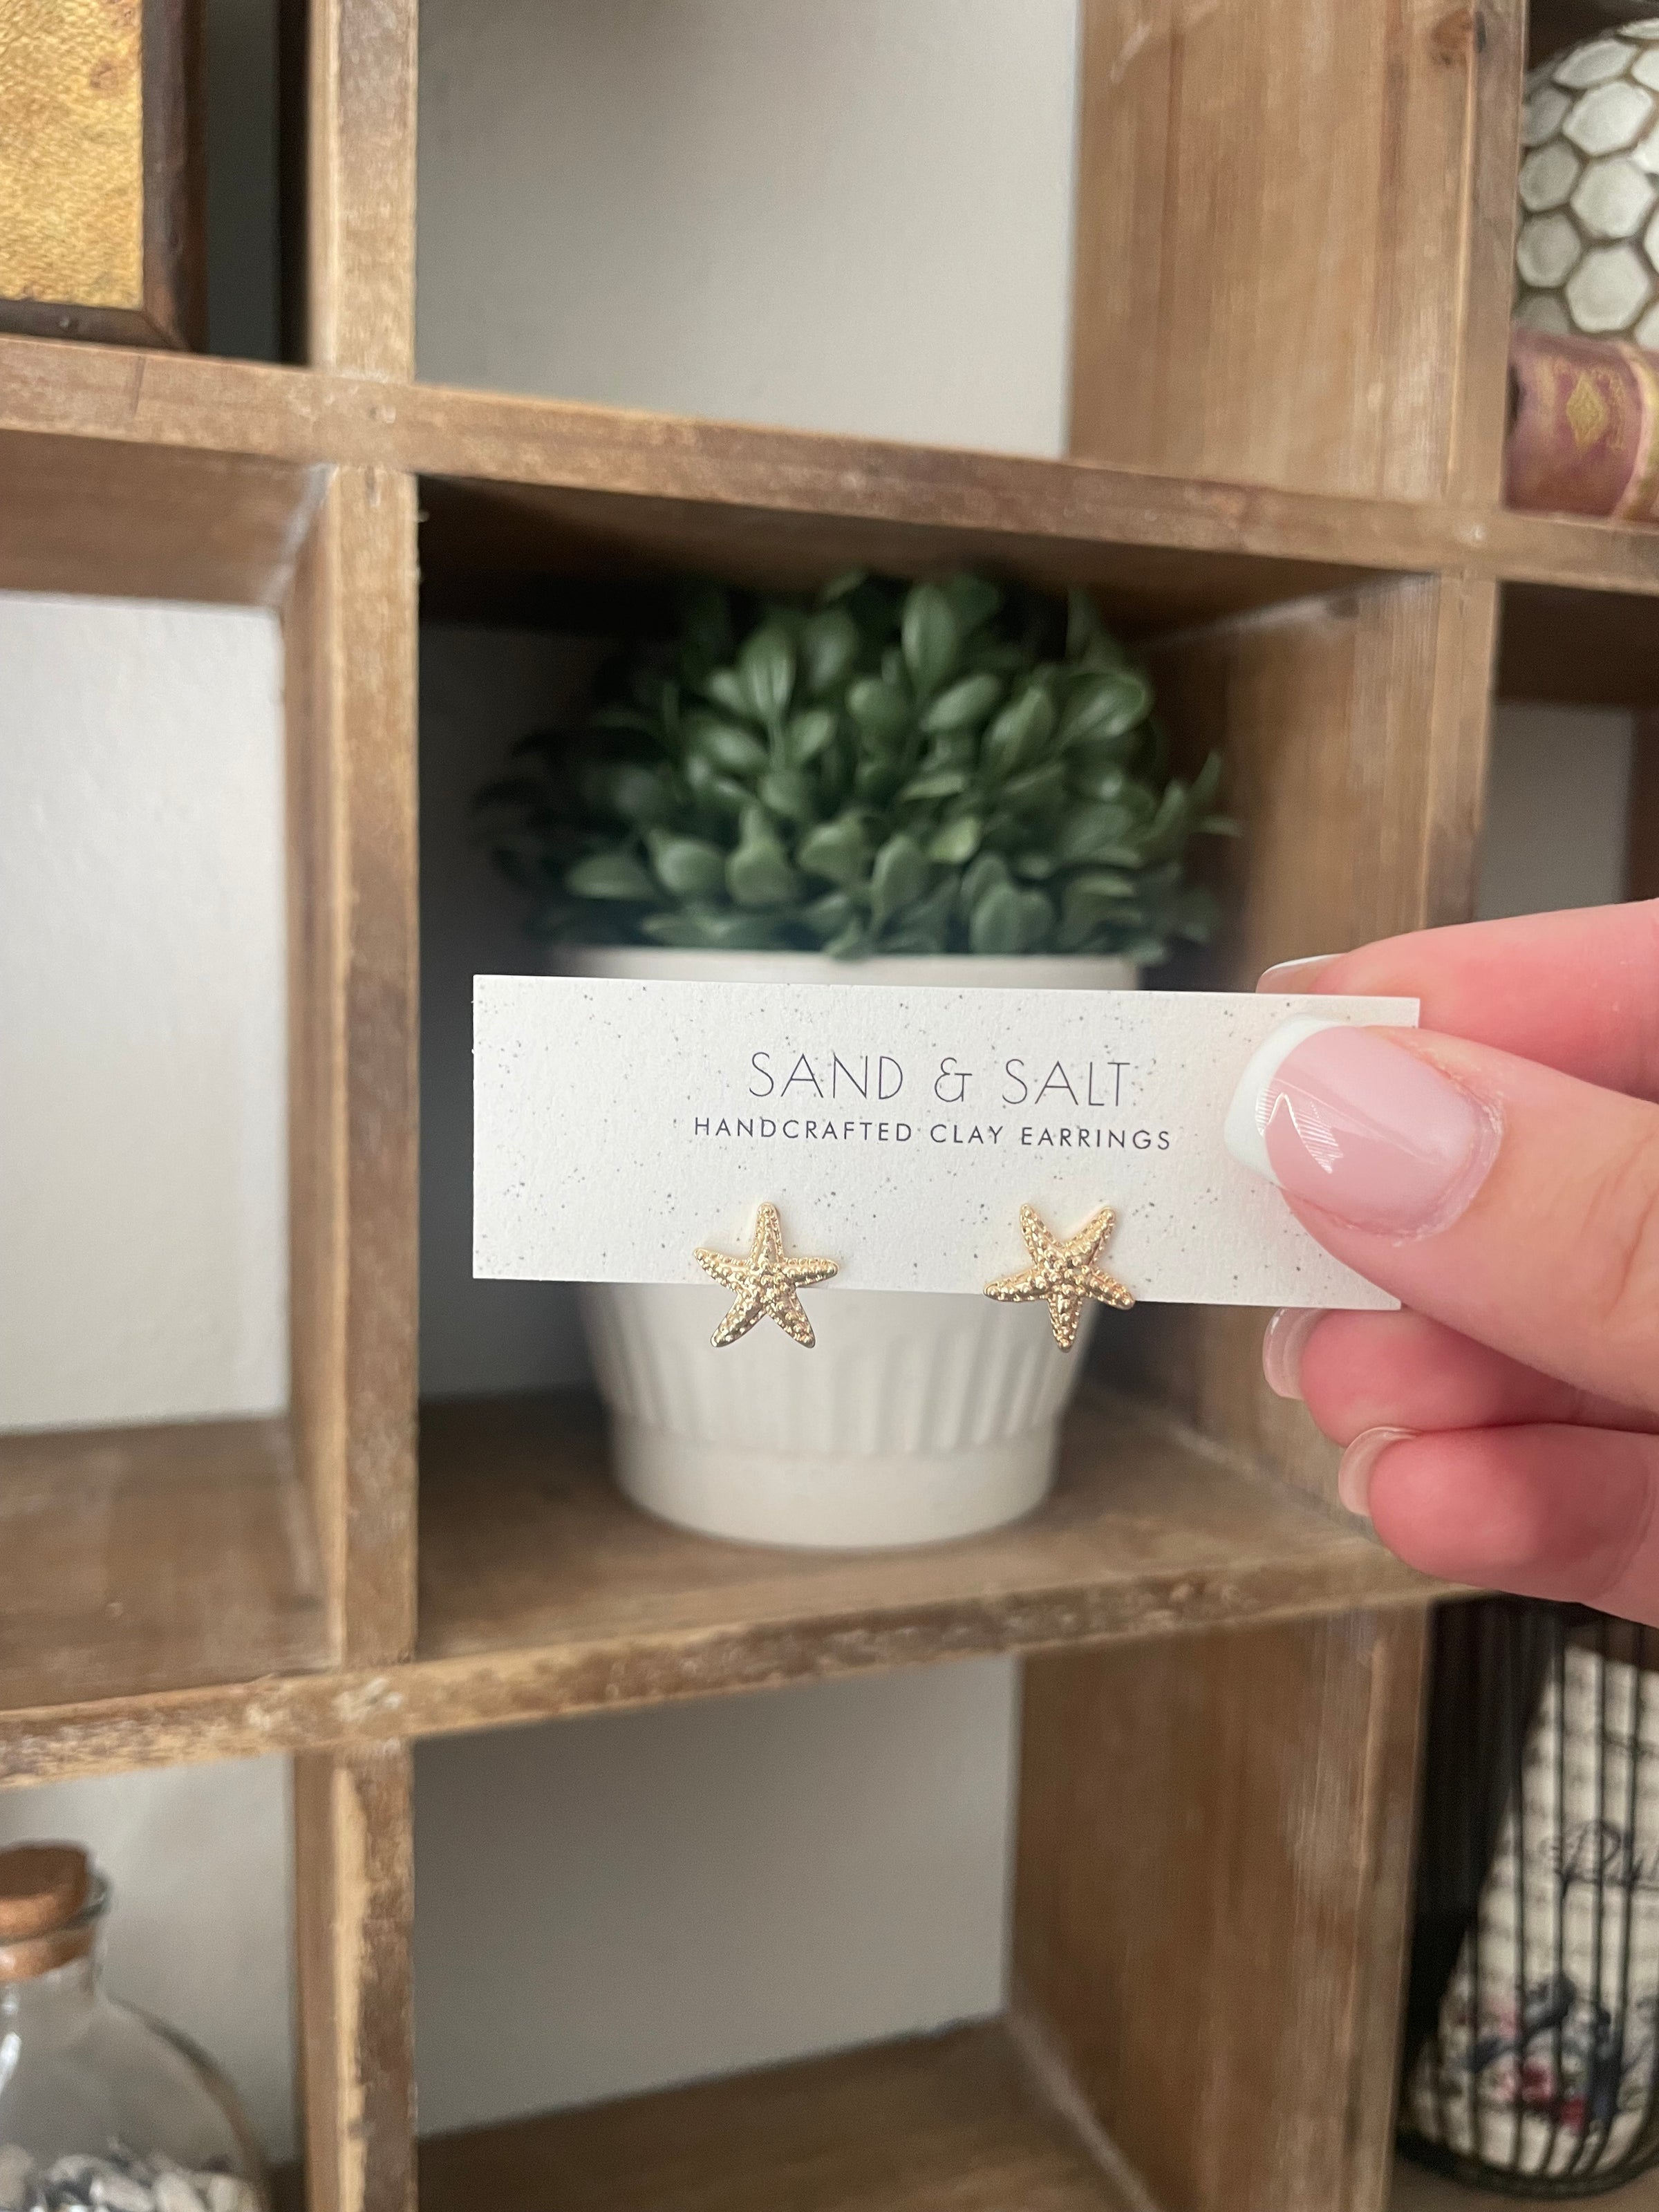 SAND & SALT
HANDCRAFTED CLAY EARRINGS